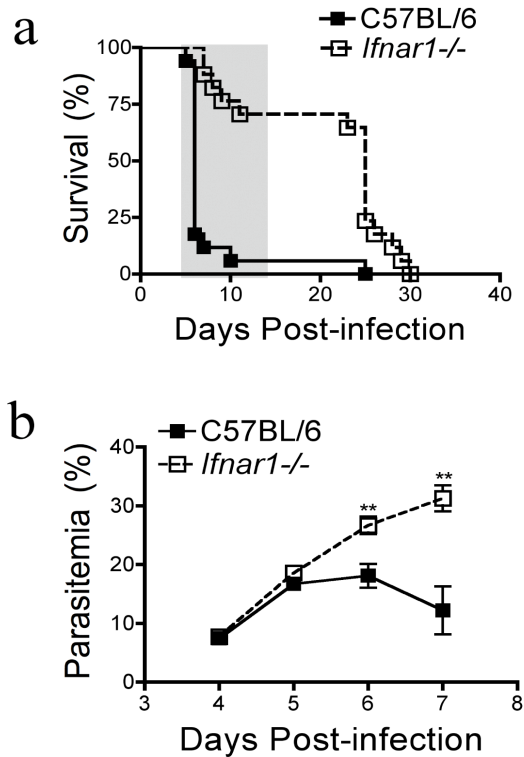 a
C57BL/6
Ifnar1-/-
Survival (%)
100
75
50
25
0
0 10 20 30 40
Days Post-infection
b
C57BL/6
Ifnar1-/-
Parasitemia (%)
40
30
20
10
0
** **
3 4 5 6 7 8
Days Post-infection